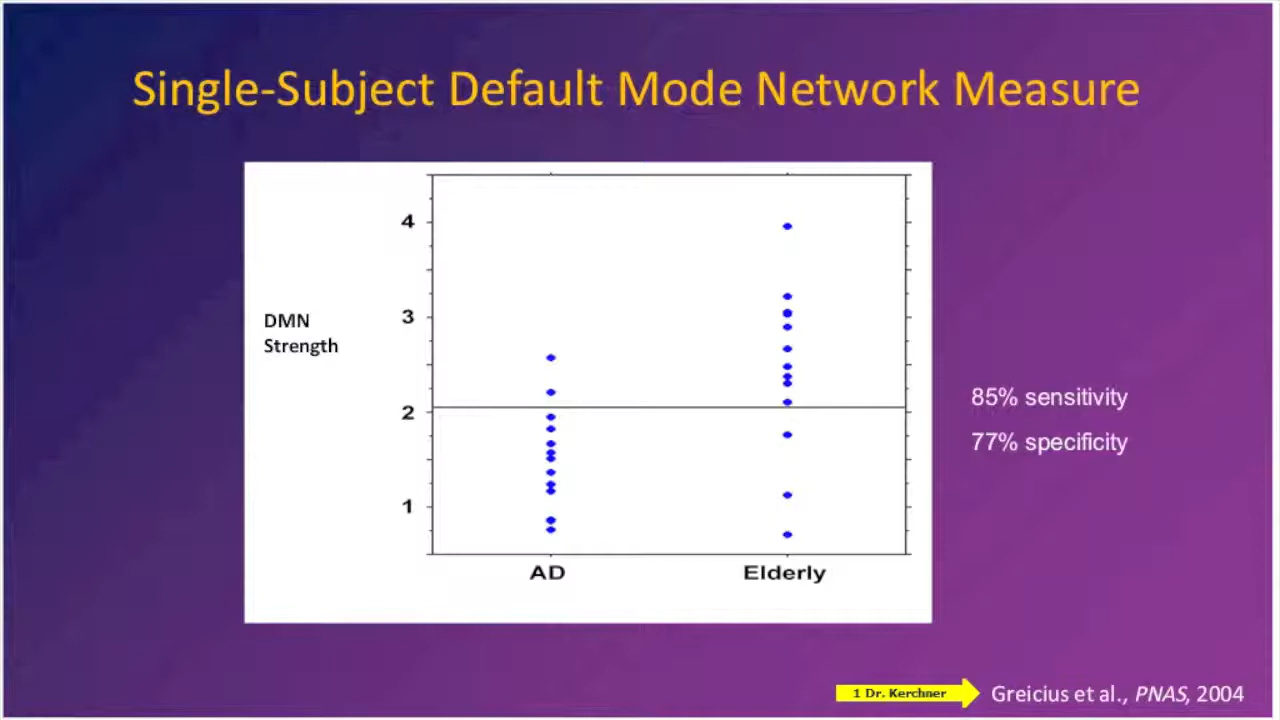 Single-Subject Default Mode Network Measure
4
3
2
1
DMN
Strength
AD
Elderly
85% sensitivity
77% specificity
1 Dr. Kerchner
Greicius et al., PNAS, 2004